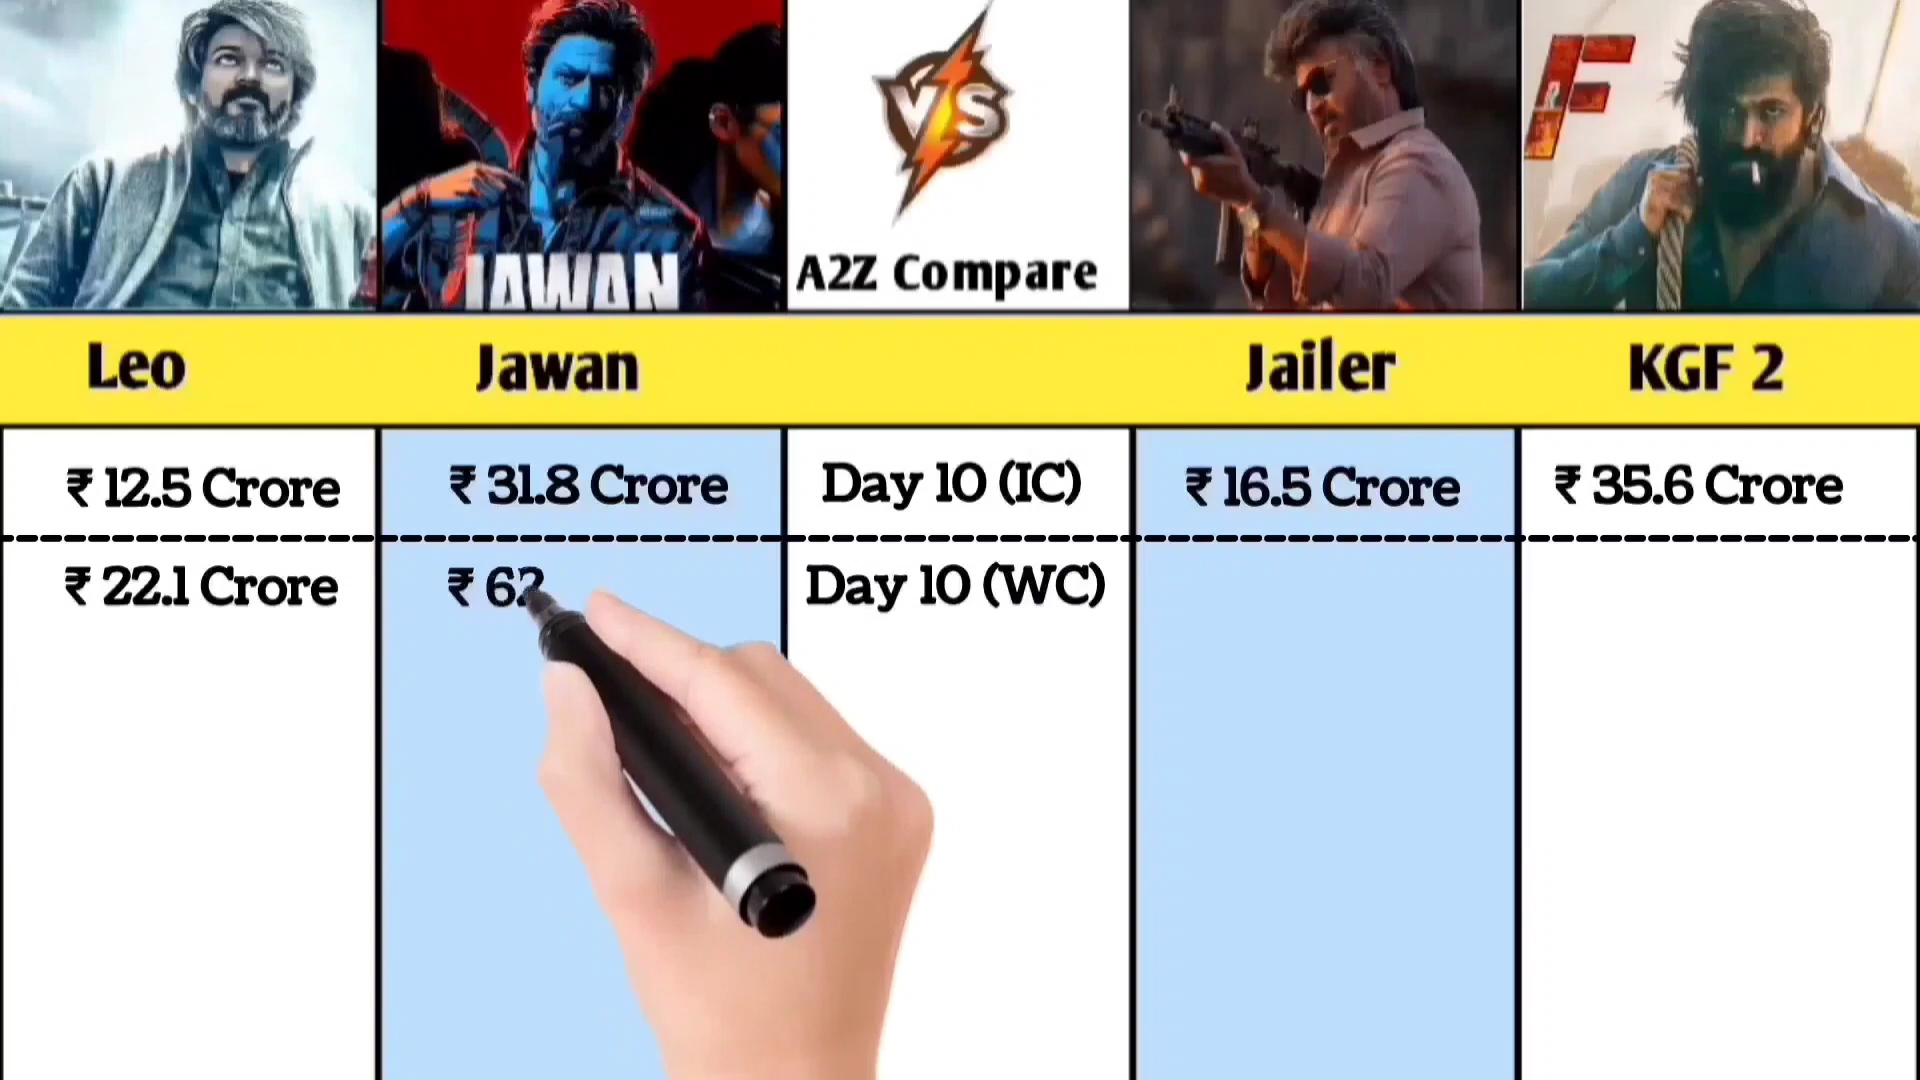 VS
A2Z Compare
JAWAN
F
Leo Jawan Jailer KGF 2
₹ 12.5 Crore ₹ 31.8 Crore Day 10 (IC) ₹ 16.5 Crore ₹ 35.6 Crore
₹ 22.1 Crore ₹ 62 Day 10 (WC)